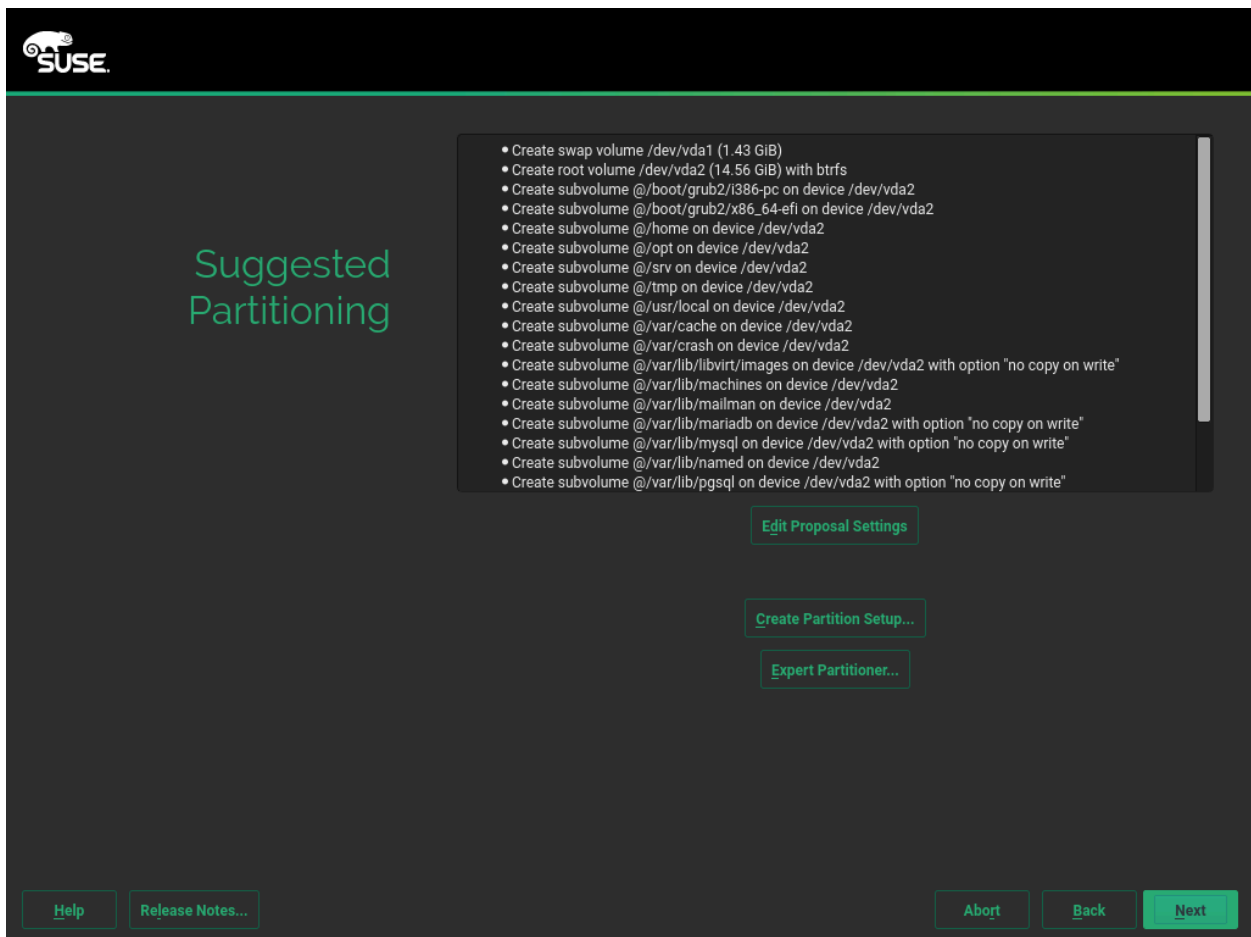 SUSE.
Suggested
Partitioning
• Create swap volume /dev/vda1 (1.43 GiB)
• Create root volume /dev/vda2 (14.56 GiB) with btrfs
• Create subvolume @/boot/grub2/i386-pc on device /dev/vda2
• Create subvolume @/boot/grub2/x86_64-efi on device /dev/vda2
• Create subvolume @/home on device /dev/vda2
• Create subvolume @/opt on device /dev/vda2
• Create subvolume @/srv on device /dev/vda2
• Create subvolume @/tmp on device /dev/vda2
• Create subvolume @/usr/local on device /dev/vda2
• Create subvolume @/var/cache on device /dev/vda2
• Create subvolume @/var/crash on device /dev/vda2
• Create subvolume @/var/lib/libvirt/images on device /dev/vda2 with option "no copy on write"
• Create subvolume @/var/lib/machines on device /dev/vda2
• Create subvolume @/var/lib/mailman on device /dev/vda2
• Create subvolume @/var/lib/mariadb on device /dev/vda2 with option "no copy on write"
• Create subvolume @/var/lib/mysql on device /dev/vda2 with option "no copy on write"
• Create subvolume @/var/lib/named on device /dev/vda2
• Create subvolume @/var/lib/pgsql on device /dev/vda2 with option "no copy on write"
Edit Proposal Settings
Create Partition Setup...
Expert Partitioner...
Help Release Notes... Abort Back Next